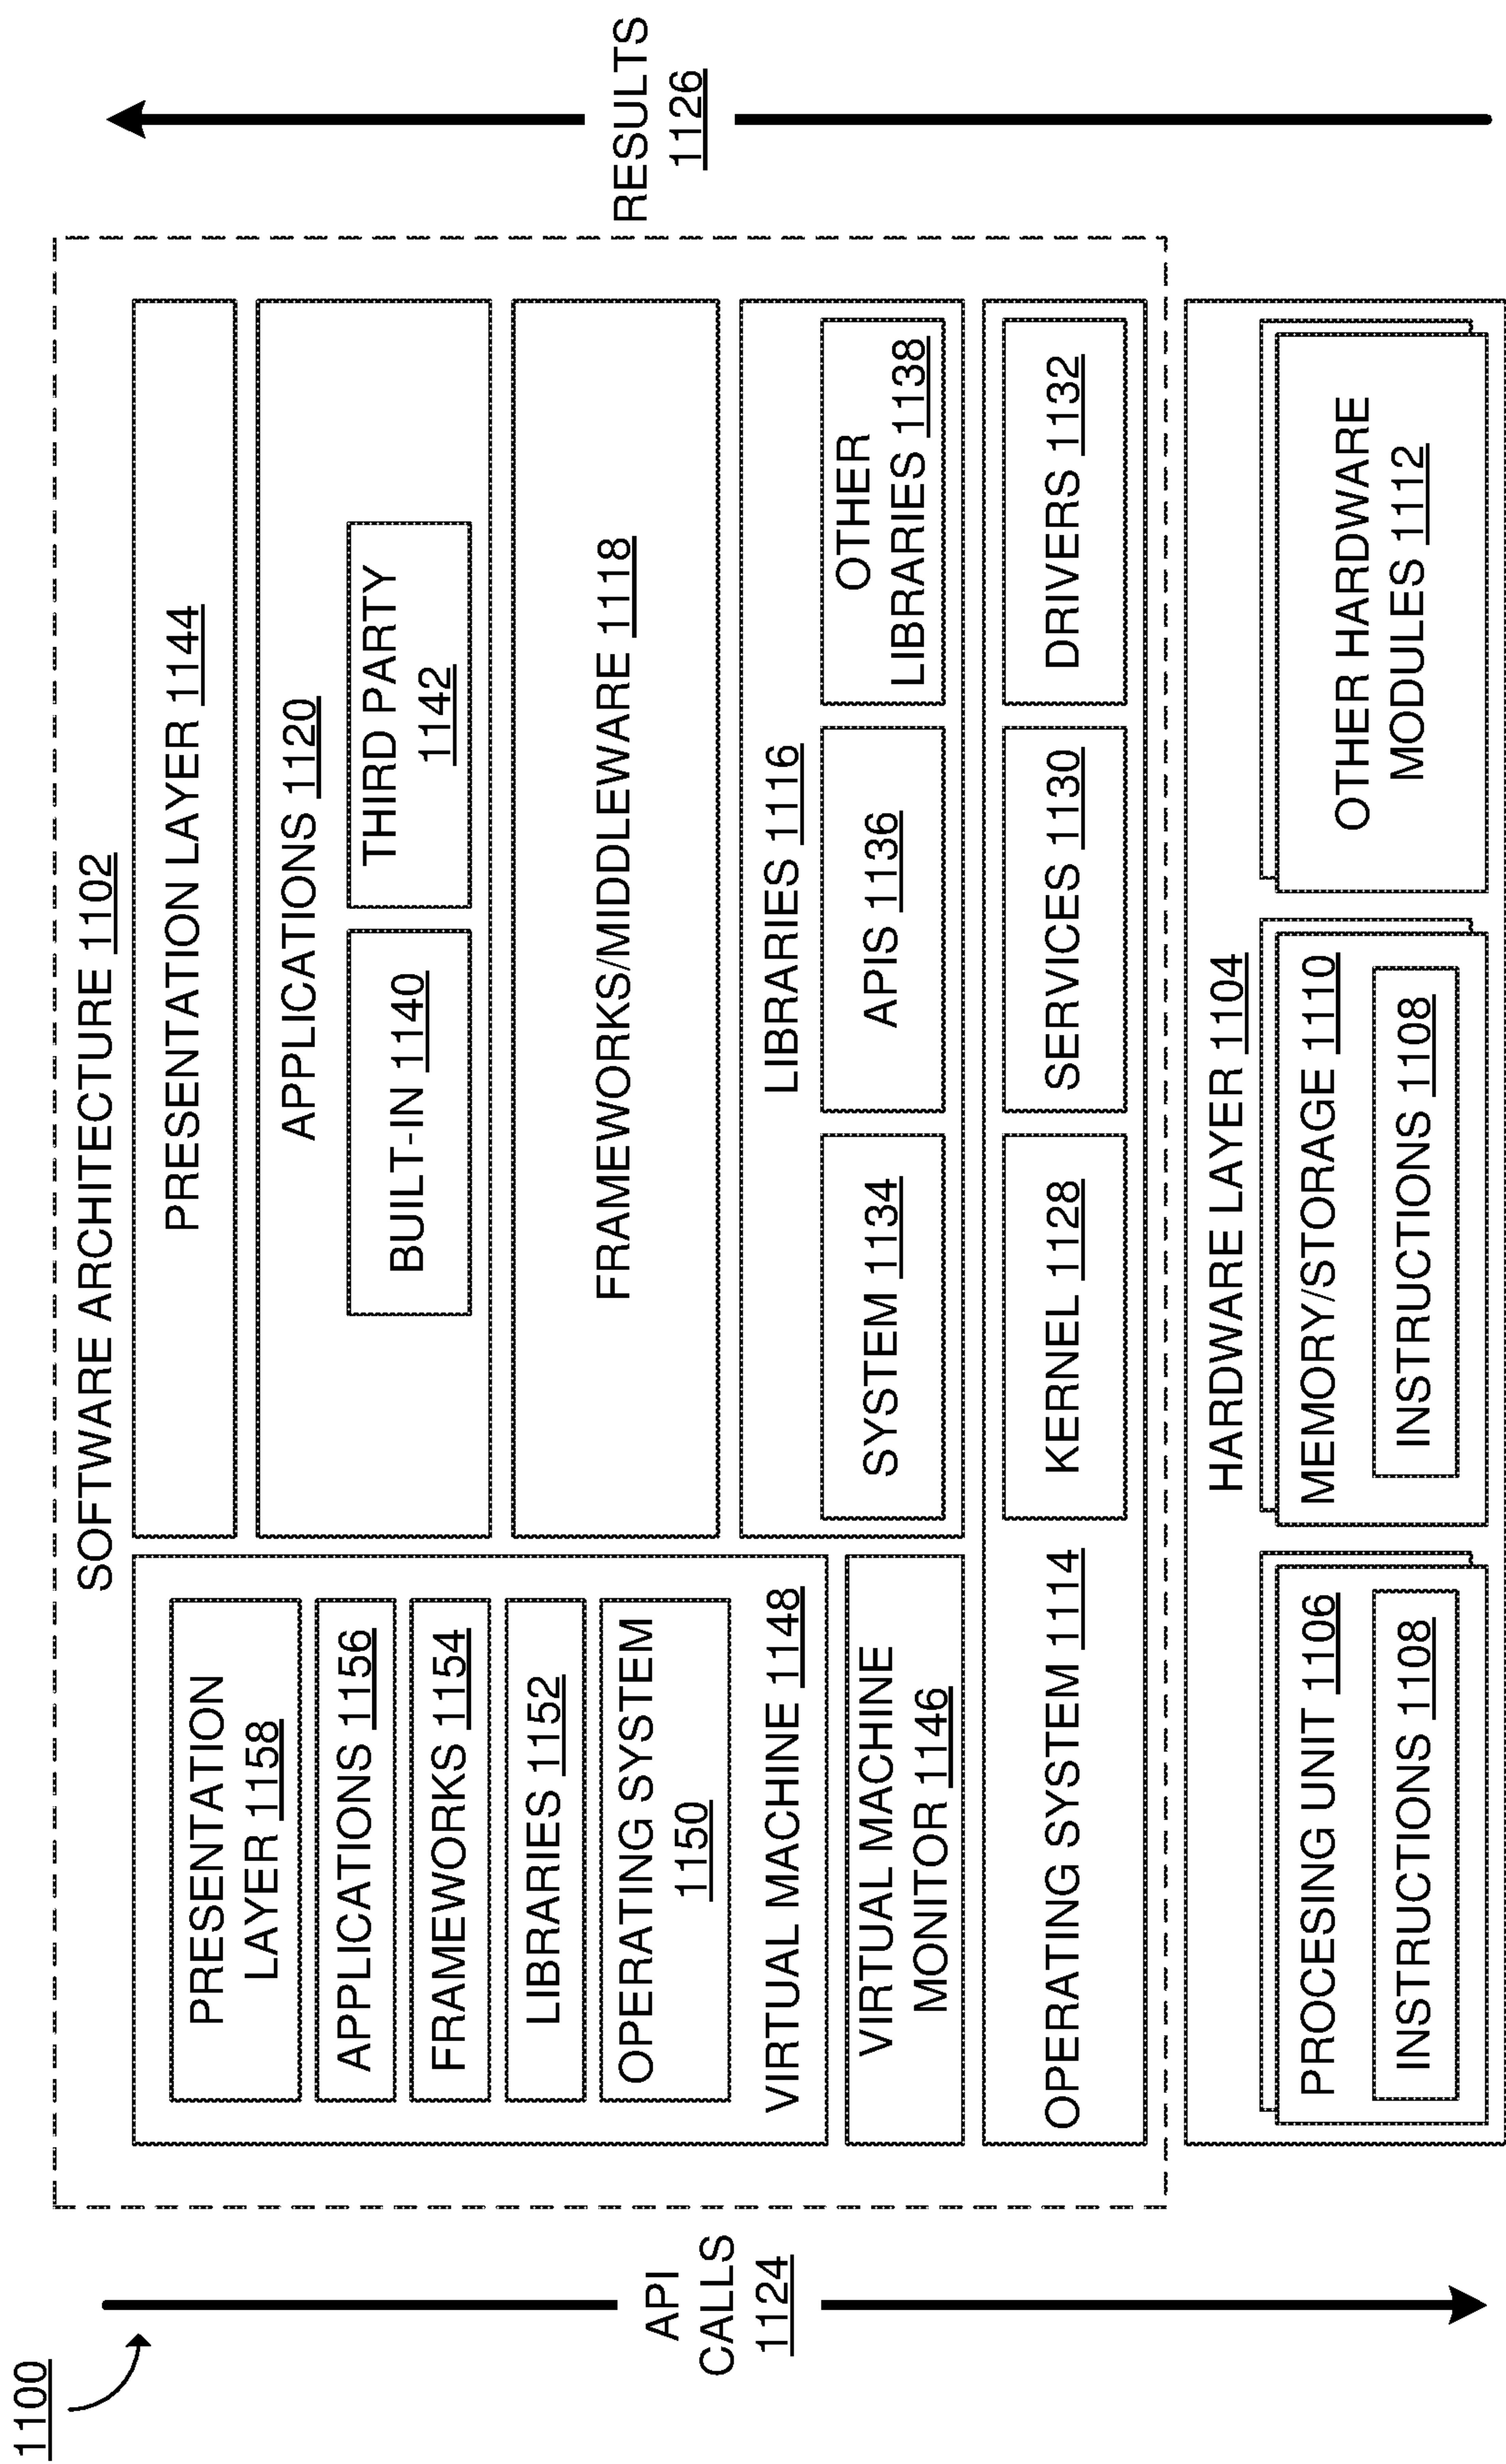 1100
SOFTWARE ARCHITECTURE 1102
PRESENTATION
LAYER 1158
APPLICATIONS 1156
FRAMEWORKS 1154
LIBRARIES 1152
OPERATING SYSTEM
1150
VIRTUAL MACHINE 1148
VIRTUAL MACHINE
MONITOR 1146
PRESENTATION LAYER 1144
APPLICATIONS 1120
BUILT-IN 1140
THIRD PARTY
1142
FRAMEWORKS/MIDDLEWARE 1118
LIBRARIES 1116
SYSTEM 1134
APIS 1136
OTHER
LIBRARIES 1138
OPERATING SYSTEM 1114
KERNEL 1128
SERVICES 1130
DRIVERS 1132
HARDWARE LAYER 1104
PROCESING UNIT 1106
INSTRUCTIONS 1108
MEMORY/STORAGE 1110
INSTRUCTIONS 1108
OTHER HARDWARE
MODULES 1112
API
CALLS
1124
RESULTS
1126